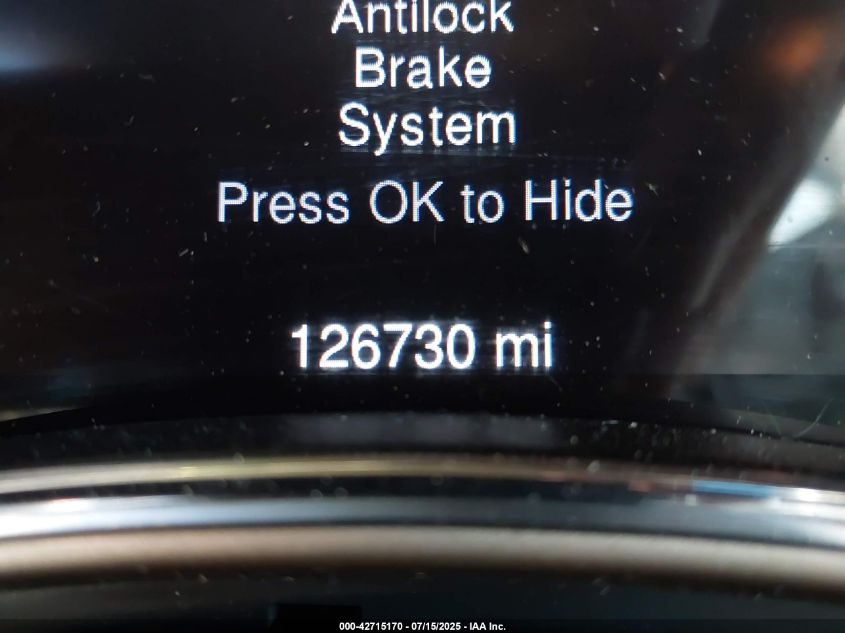 Antilock
Brake
System
Press OK to Hide
126730 mi
000-42715170 - 07/15/2025 - IAA Inc.